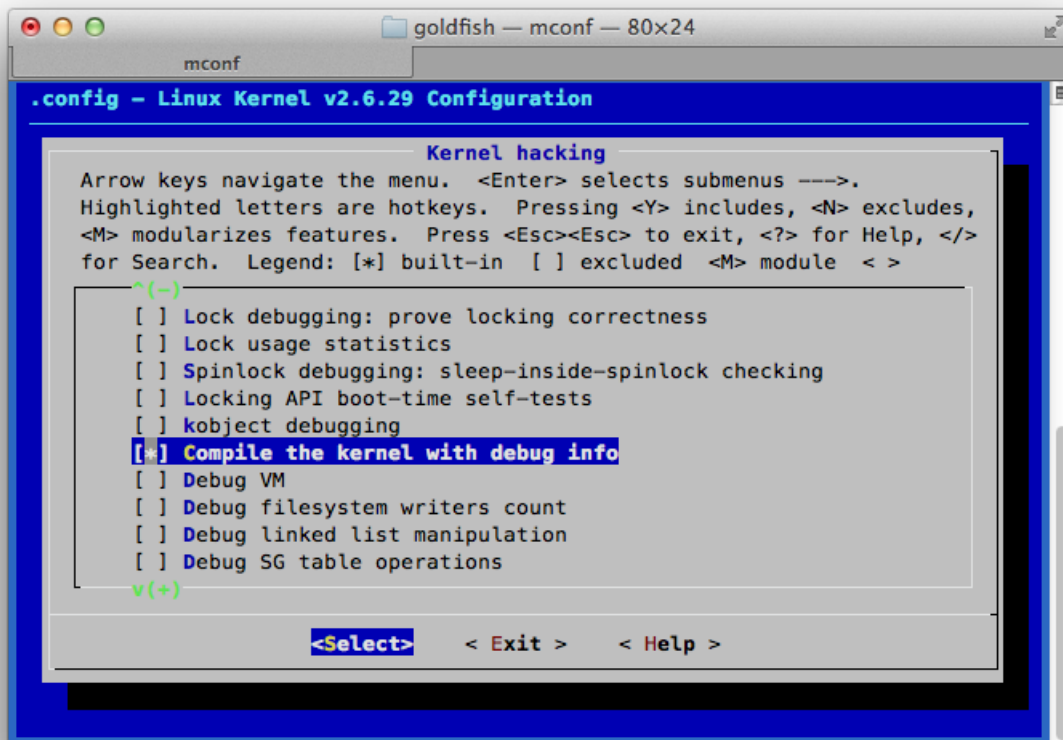 goldfish — mconf — 80×24
mconf
.config – Linux Kernel v2.6.29 Configuration
Kernel hacking
Arrow keys navigate the menu.  <Enter> selects submenus --->.
Highlighted letters are hotkeys.  Pressing <Y> includes, <N> excludes,
<M> modularizes features.  Press <Esc><Esc> to exit, <?> for Help, </>
for Search.  Legend: [*] built-in  [ ] excluded  <M> module  < >
^(-)
[ ] Lock debugging: prove locking correctness
[ ] Lock usage statistics
[ ] Spinlock debugging: sleep-inside-spinlock checking
[ ] Locking API boot-time self-tests
[ ] kobject debugging
[*] Compile the kernel with debug info
[ ] Debug VM
[ ] Debug filesystem writers count
[ ] Debug linked list manipulation
[ ] Debug SG table operations
v(+)
<Select>    < Exit >    < Help >